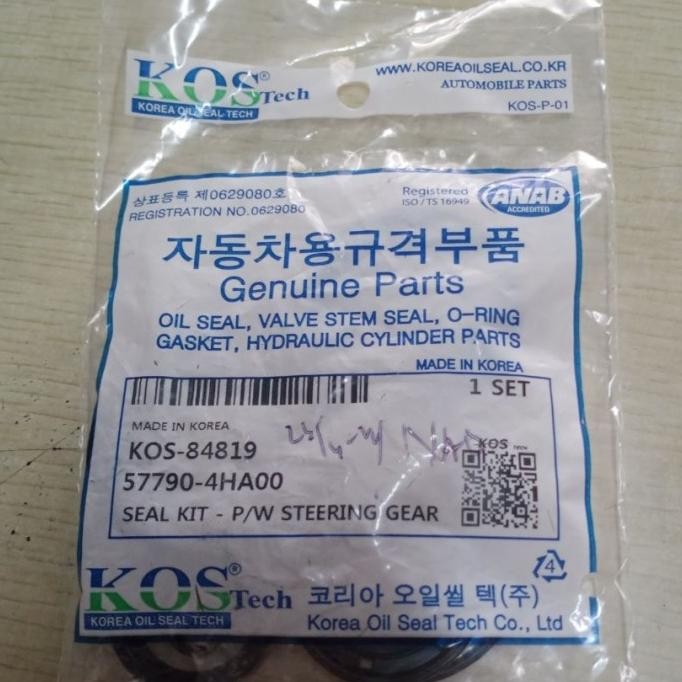 KOS® Tech
KOREA OIL SEAL TECH
WWW.KOREAOILSEAL.CO.KR
AUTOMOBILE PARTS
KOS-P-01
상표등록 제0629080호
REGISTRATION NO.0629080
Registered
ISO / TS 16949
ANAB
ACCREDITED
자동차용규격부품
Genuine Parts
OIL SEAL, VALVE STEM SEAL, O-RING
GASKET, HYDRAULIC CYLINDER PARTS
MADE IN KOREA
1 SET
MADE IN KOREA
KOS-84819
57790-4HA00
SEAL KIT - P/W STEERING GEAR
KOS TECH
4
KOS® Tech
KOREA OIL SEAL TECH
코리아 오일씰 텍(주)
Korea Oil Seal Tech Co., Ltd